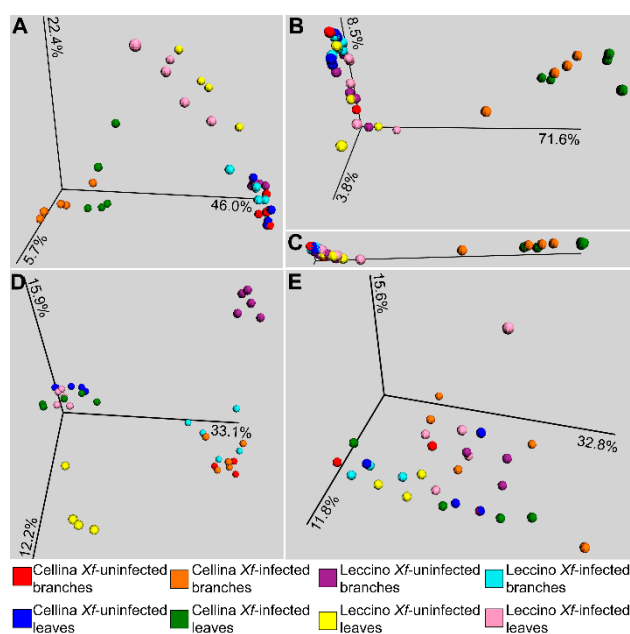 A
22.4%
46.0%
5.7%
B
8.5%
71.6%
3.8%
C
D
15.9%
33.1%
12.2%
E
15.6%
32.8%
11.8%
Cellina Xf-uninfected branches
Cellina Xf-infected branches
Leccino Xf-uninfected branches
Leccino Xf-infected branches
Cellina Xf-uninfected leaves
Cellina Xf-infected leaves
Leccino Xf-uninfected leaves
Leccino Xf-infected leaves